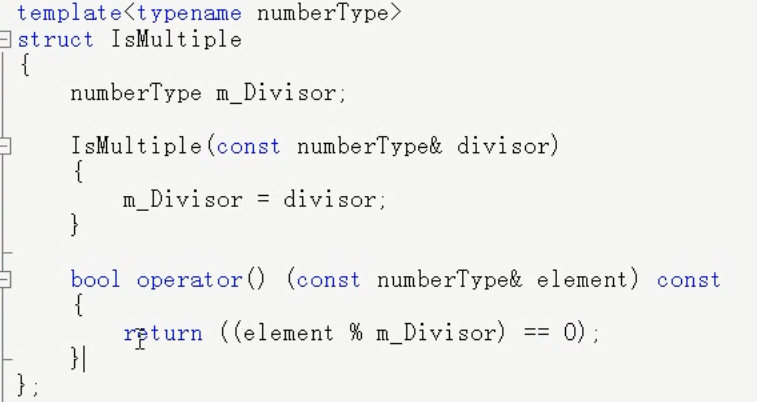 template<typename numberType>
struct IsMultiple
{
    numberType m_Divisor;

    IsMultiple(const numberType& divisor)
    {
        m_Divisor = divisor;
    }

    bool operator() (const numberType& element) const
    {
        return ((element % m_Divisor) == 0);
    }
};